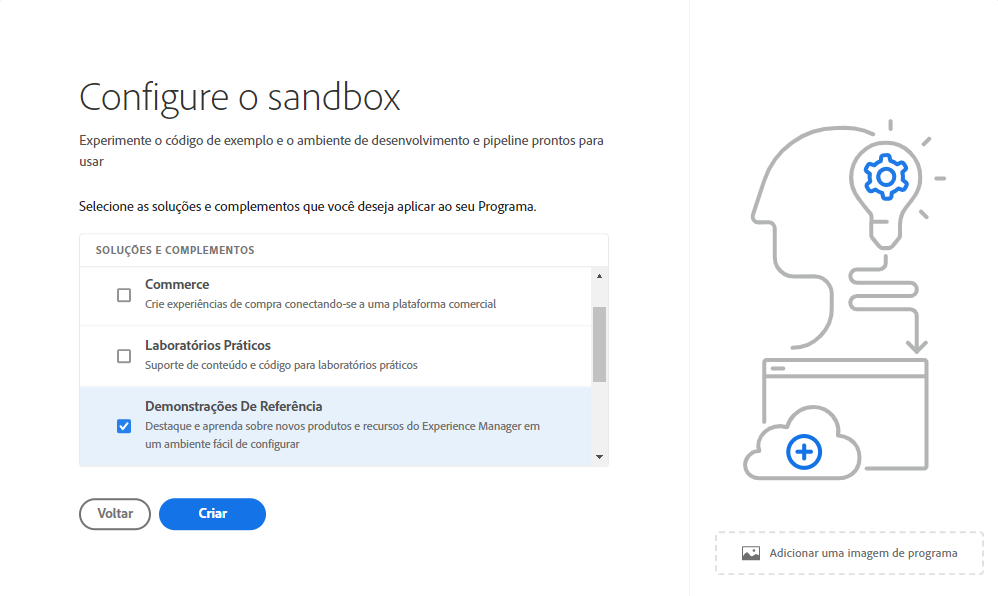 Configure o sandbox
Experimente o código de exemplo e o ambiente de desenvolvimento e pipeline prontos para
usar
Selecione as soluções e complementos que você deseja aplicar ao seu Programa.
SOLUÇÕES E COMPLEMENTOS
Commerce
Crie experiências de compra conectando-se a uma plataforma comercial
Laboratórios Práticos
Suporte de conteúdo e código para laboratórios práticos
Demonstrações De Referência
Destaque e aprenda sobre novos produtos e recursos do Experience Manager em
um ambiente fácil de configurar
Voltar
Criar
Adicionar uma imagem de programa